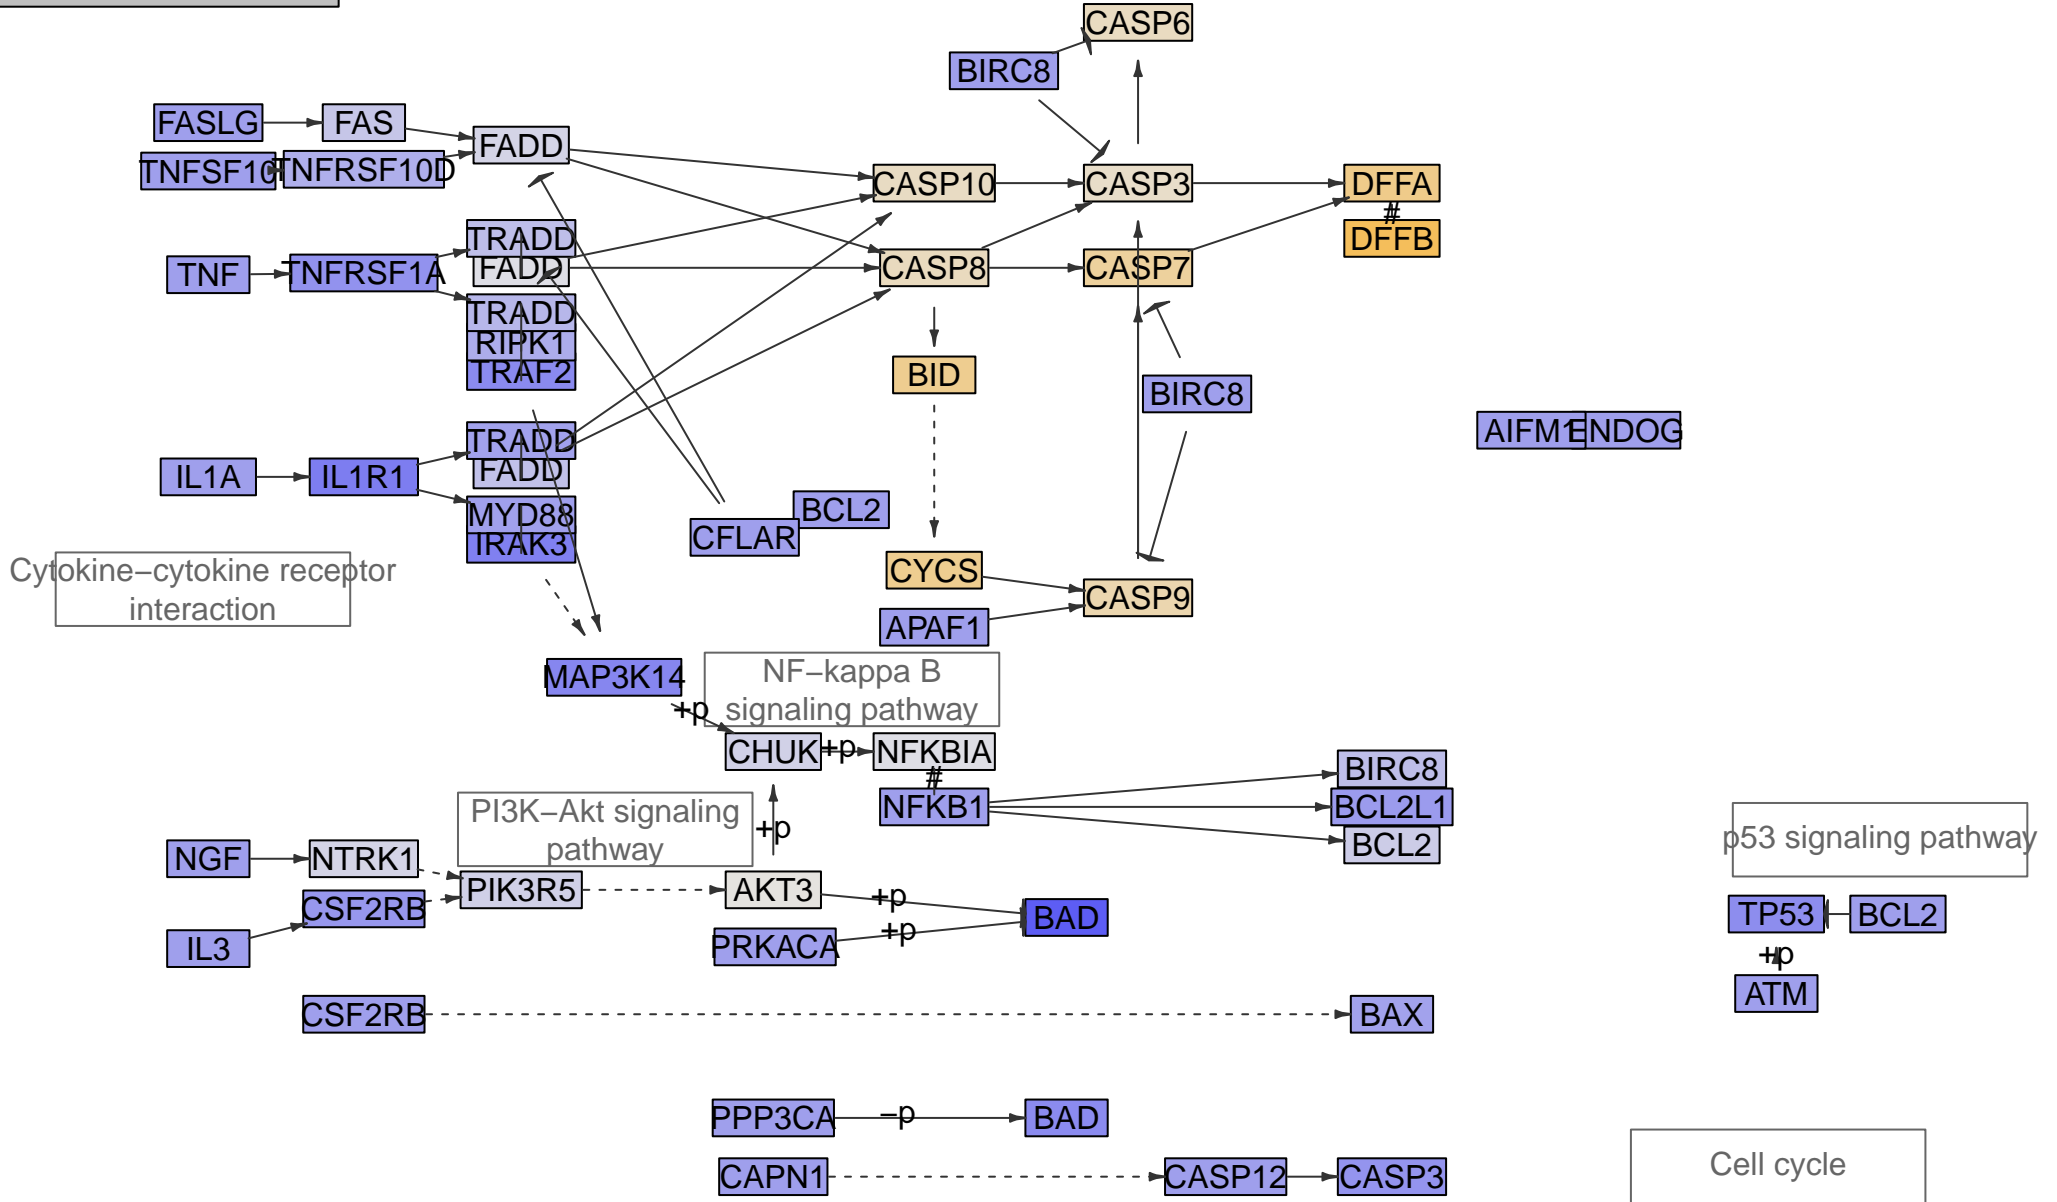 CASP6
BIRC8
FASLG
FAS
FADD
TNFSF10
TNFRSF10D
CASP10
CASP3
DFFA
#
DFFB
TRADD
FADD
TNF
TNFRSF1A
CASP8
CASP7
TRADD
RIPK1
TRAF2
BID
BIRC8
AIFM1
ENDOG
TRADD
FADD
IL1A
IL1R1
MYD88
IRAK3
BCL2
CFLAR
Cytokine−cytokine receptor
interaction
CYCS
CASP9
APAF1
MAP3K14
NF−kappa B
signaling pathway
+p
CHUK
+p
NFKBIA
#
NFKB1
BIRC8
BCL2L1
BCL2
PI3K−Akt signaling
pathway
+p
p53 signaling pathway
NGF
NTRK1
CSF2RB
PIK3R5
AKT3
+p
BAD
IL3
PRKACA
+p
TP53
BCL2
+p
ATM
CSF2RB
BAX
PPP3CA
−p
BAD
CAPN1
CASP12
CASP3
Cell cycle